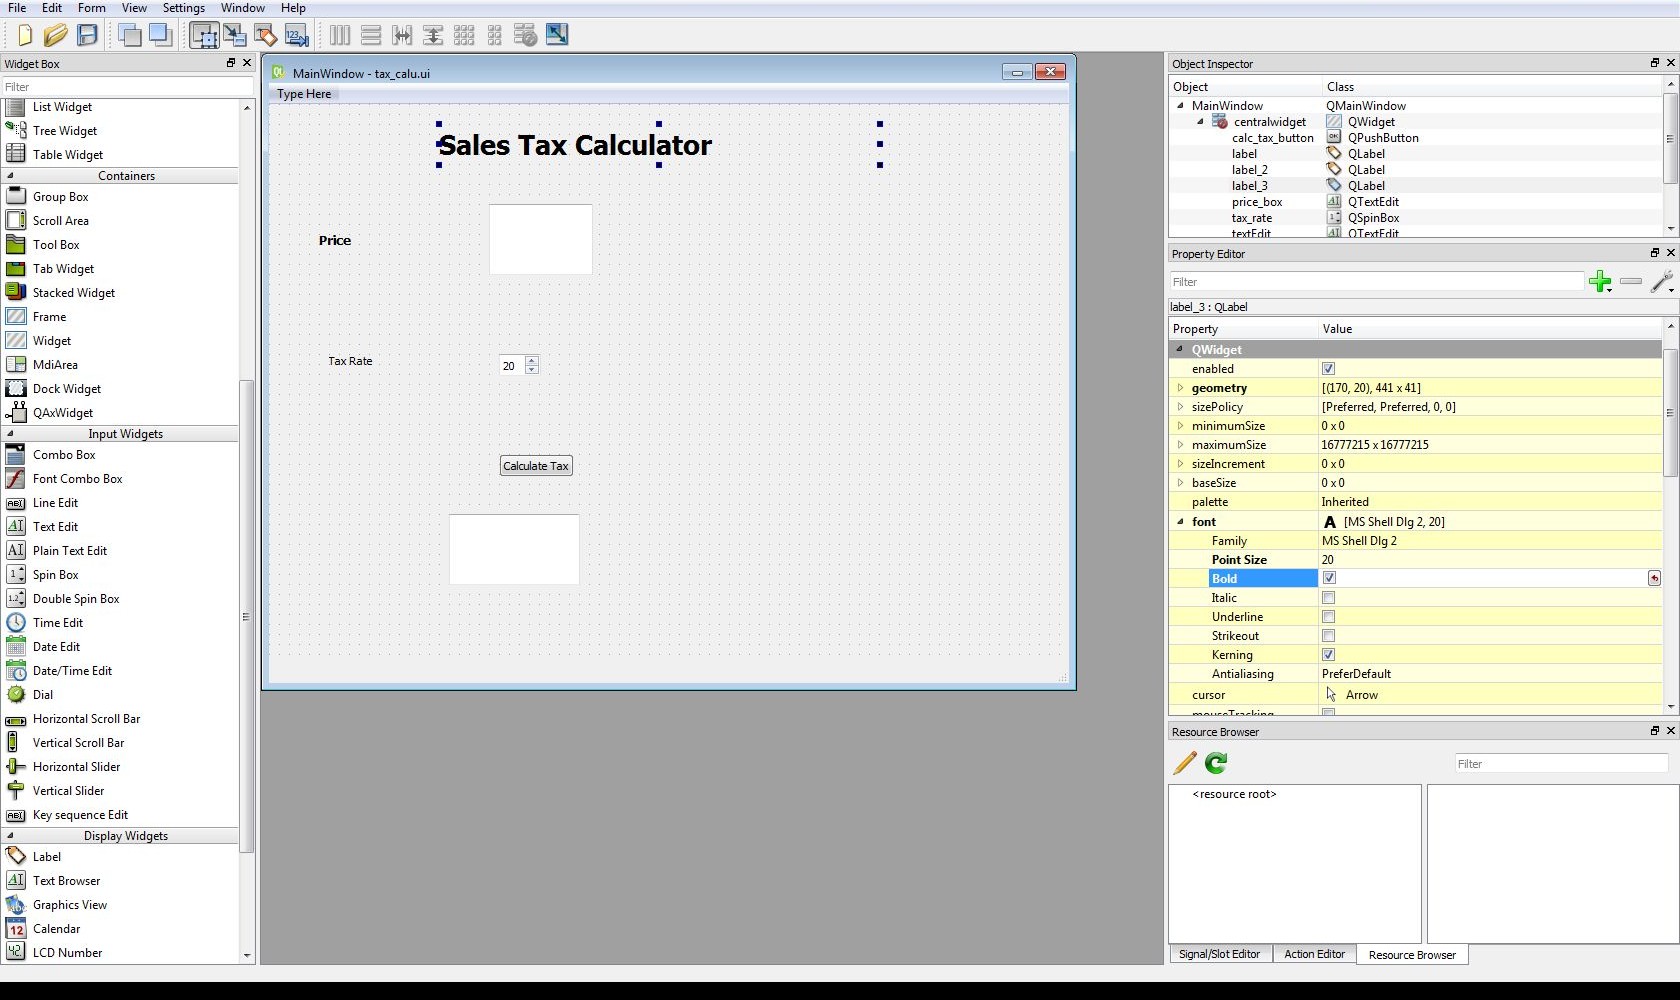 File Edit Form View Settings Window Help
Widget Box
Filter
List Widget
Tree Widget
Table Widget
Containers
Group Box
Scroll Area
Tool Box
Tab Widget
Stacked Widget
Frame
Widget
MdiArea
Dock Widget
QAxWidget
Input Widgets
Combo Box
Font Combo Box
Line Edit
Text Edit
Plain Text Edit
Spin Box
Double Spin Box
Time Edit
Date Edit
Date/Time Edit
Dial
Horizontal Scroll Bar
Vertical Scroll Bar
Horizontal Slider
Vertical Slider
Key sequence Edit
Display Widgets
Label
Text Browser
Graphics View
Calendar
LCD Number
MainWindow - tax_calu.ui
Type Here
Sales Tax Calculator
Price
Tax Rate 20
Calculate Tax
Object Inspector
Object Class
MainWindow QMainWindow
centralwidget QWidget
calc_tax_button QPushButton
label QLabel
label_2 QLabel
label_3 QLabel
price_box QTextEdit
tax_rate QSpinBox
textEdit QTextEdit
Property Editor
Filter
label_3 : QLabel
Property Value
QWidget
enabled
geometry [(170, 20), 441 x 41]
sizePolicy [Preferred, Preferred, 0, 0]
minimumSize 0 x 0
maximumSize 16777215 x 16777215
sizeIncrement 0 x 0
baseSize 0 x 0
palette Inherited
font A [MS Shell Dlg 2, 20]
Family MS Shell Dlg 2
Point Size 20
Bold
Italic
Underline
Strikeout
Kerning
Antialiasing PreferDefault
cursor Arrow
mouseTracking
Resource Browser
Filter
<resource root>
Signal/Slot Editor Action Editor Resource Browser